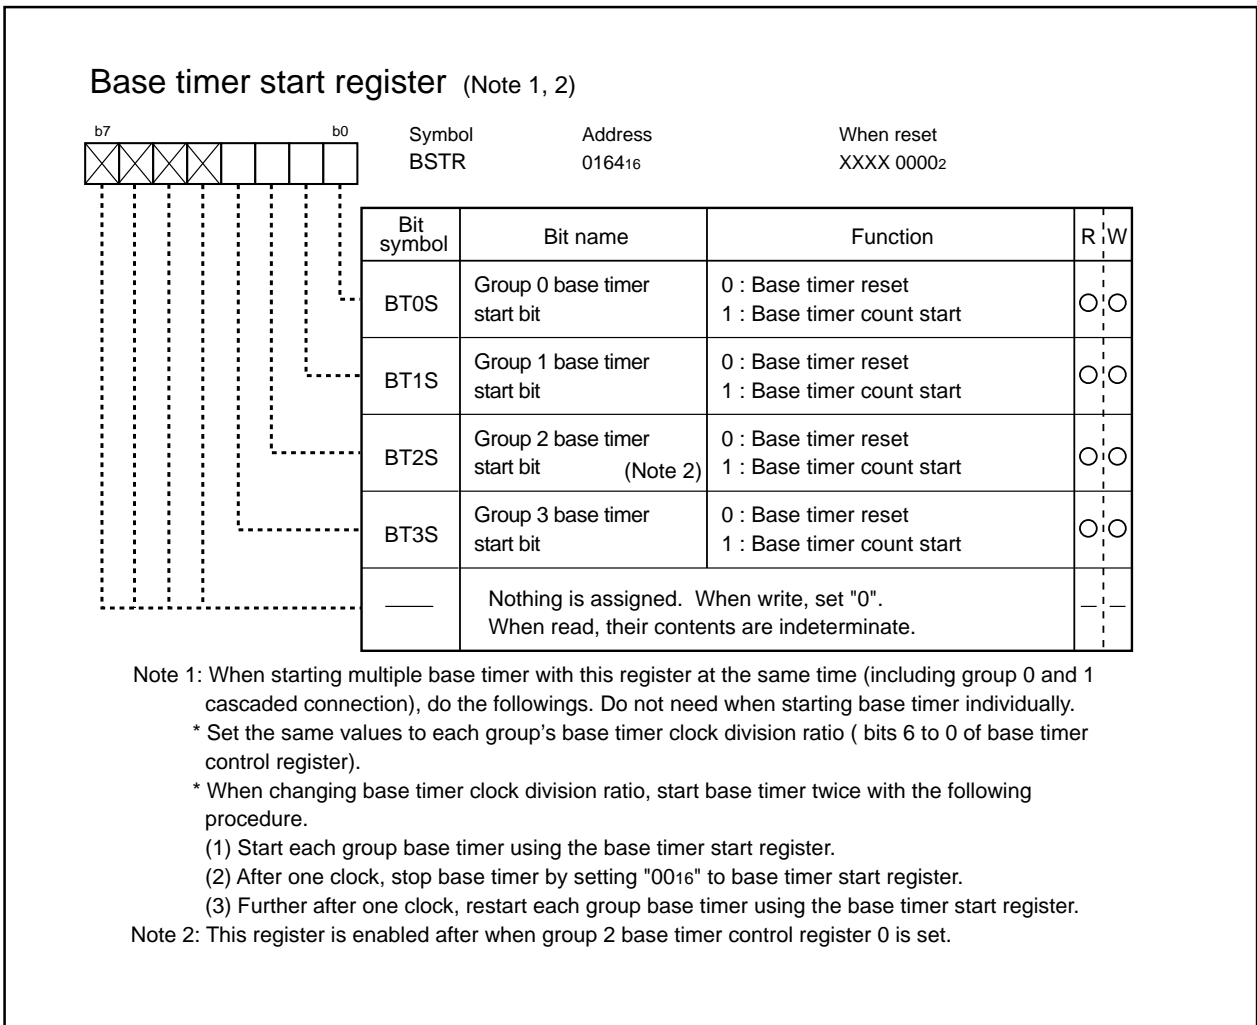 Base timer start register (Note 1, 2)
b7 b0 Symbol Address When reset
BSTR 016416 XXXX 00002
Bit symbol Bit name Function R W
BT0S Group 0 base timer start bit 0 : Base timer reset
1 : Base timer count start
BT1S Group 1 base timer start bit 0 : Base timer reset
1 : Base timer count start
BT2S Group 2 base timer start bit (Note 2) 0 : Base timer reset
1 : Base timer count start
BT3S Group 3 base timer start bit 0 : Base timer reset
1 : Base timer count start
Nothing is assigned. When write, set "0".
When read, their contents are indeterminate.
Note 1: When starting multiple base timer with this register at the same time (including group 0 and 1
cascaded connection), do the followings. Do not need when starting base timer individually.
* Set the same values to each group's base timer clock division ratio ( bits 6 to 0 of base timer
control register).
* When changing base timer clock division ratio, start base timer twice with the following
procedure.
(1) Start each group base timer using the base timer start register.
(2) After one clock, stop base timer by setting "0016" to base timer start register.
(3) Further after one clock, restart each group base timer using the base timer start register.
Note 2: This register is enabled after when group 2 base timer control register 0 is set.